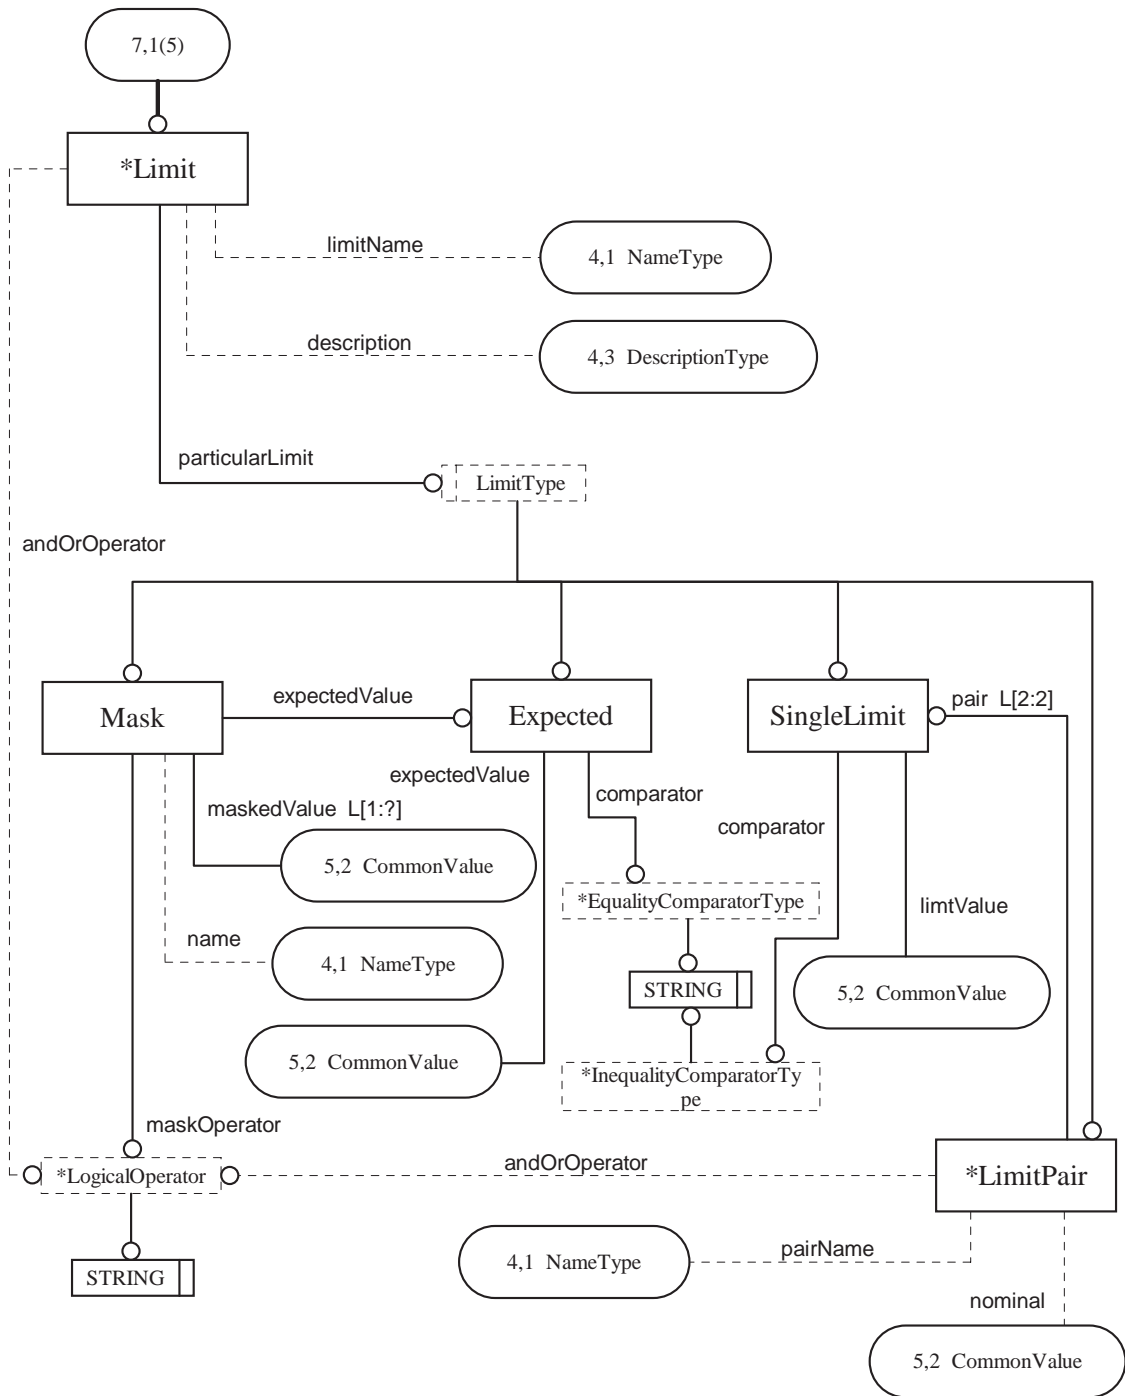 7,1(5)
*Limit
limitName
4,1 NameType
description
4,3 DescriptionType
particularLimit
LimitType
andOrOperator
Mask
expectedValue
Expected
SingleLimit
pair L[2:2]
expectedValue
maskedValue L[1:?]
comparator
comparator
5,2 CommonValue
*EqualityComparatorType
limtValue
name
4,1 NameType
STRING
5,2 CommonValue
5,2 CommonValue
*InequalityComparatorTy
pe
maskOperator
*LogicalOperator
andOrOperator
*LimitPair
STRING
4,1 NameType
pairName
nominal
5,2 CommonValue